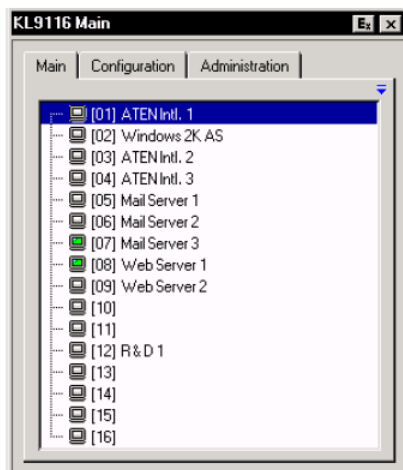 KL9116 Main
Ex
Main Configuration Administration
[01] ATEN Intl. 1
[02] Windows 2K AS
[03] ATEN Intl. 2
[04] ATEN Intl. 3
[05] Mail Server 1
[06] Mail Server 2
[07] Mail Server 3
[08] Web Server 1
[09] Web Server 2
[10]
[11]
[12] R&D 1
[13]
[14]
[15]
[16]